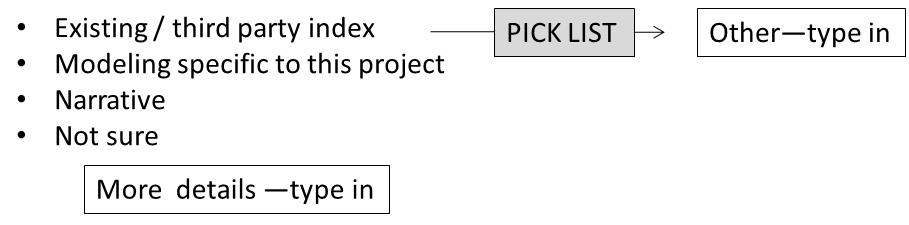 • Existing / third party index
PICK LIST
Other—type in
• Modeling specific to this project
• Narrative
• Not sure
More details —type in